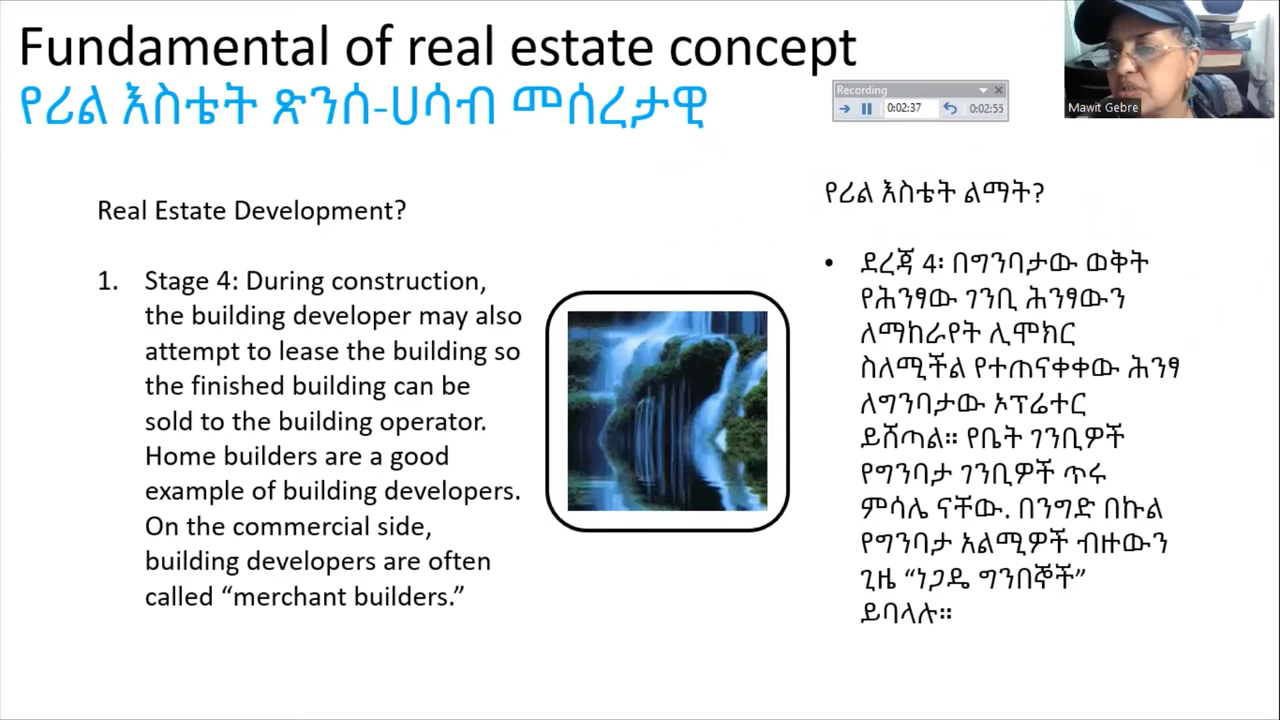 Fundamental of real estate concept
የሪል እስቴት ጽንሰ-ሀሳብ መሰረታዊ
Recording
0:02:37
0:02:55
Mawit Gebre
Real Estate Development?
1. Stage 4: During construction,
the building developer may also
attempt to lease the building so
the finished building can be
sold to the building operator.
Home builders are a good
example of building developers.
On the commercial side,
building developers are often
called “merchant builders.”
የሪል እስቴት ልማት?
• ደረጃ 4፡ በግንባታው ወቅት
የሕንፃው ገንቢ ሕንፃውን
ለማከራየት ሊሞክር
ስለሚችል የተጠናቀቀው ሕንፃ
ለግንባታው ኦፕሬተር
ይሸጣል። የቤት ገንቢዎች
የግንባታ ገንቢዎች ጥሩ
ምሳሌ ናቸው. በንግድ በኩል
የግንባታ አልሚዎች ብዙውን
ጊዜ “ነጋዴ ግንበኞች”
ይባላሉ።